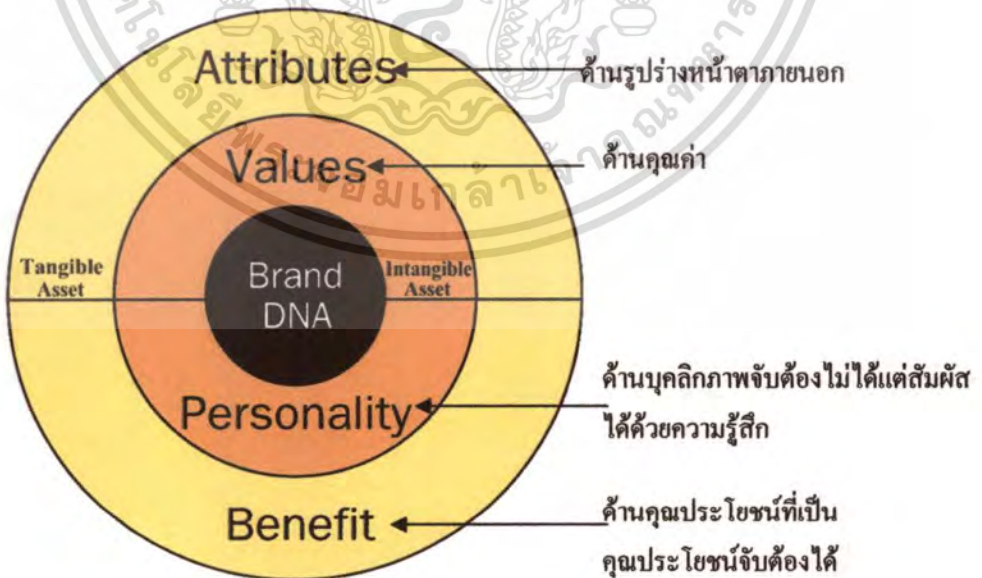 Attributes
ด้านรูปร่างหน้าตาภายนอก
Values
ด้านคุณค่า
Tangible
Asset
Brand
DNA
Intangible
Asset
Personality
ด้านบุคลิกภาพจับต้องไม่ได้แต่สัมผัส
ได้ด้วยความรู้สึก
Benefit
ด้านคุณประโยชน์ที่เป็น
คุณประโยชน์จับต้องได้